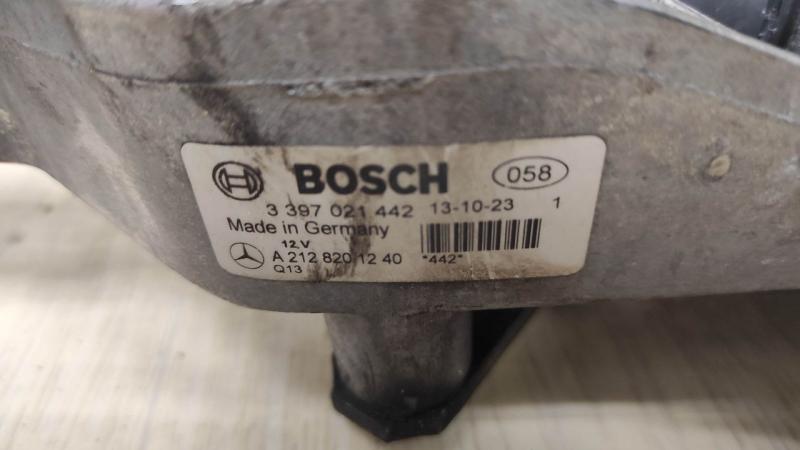 BOSCH 058
3 397 021 442 13-10-23 1
Made in Germany
12V
A 212 820 12 40 "442"
Q13